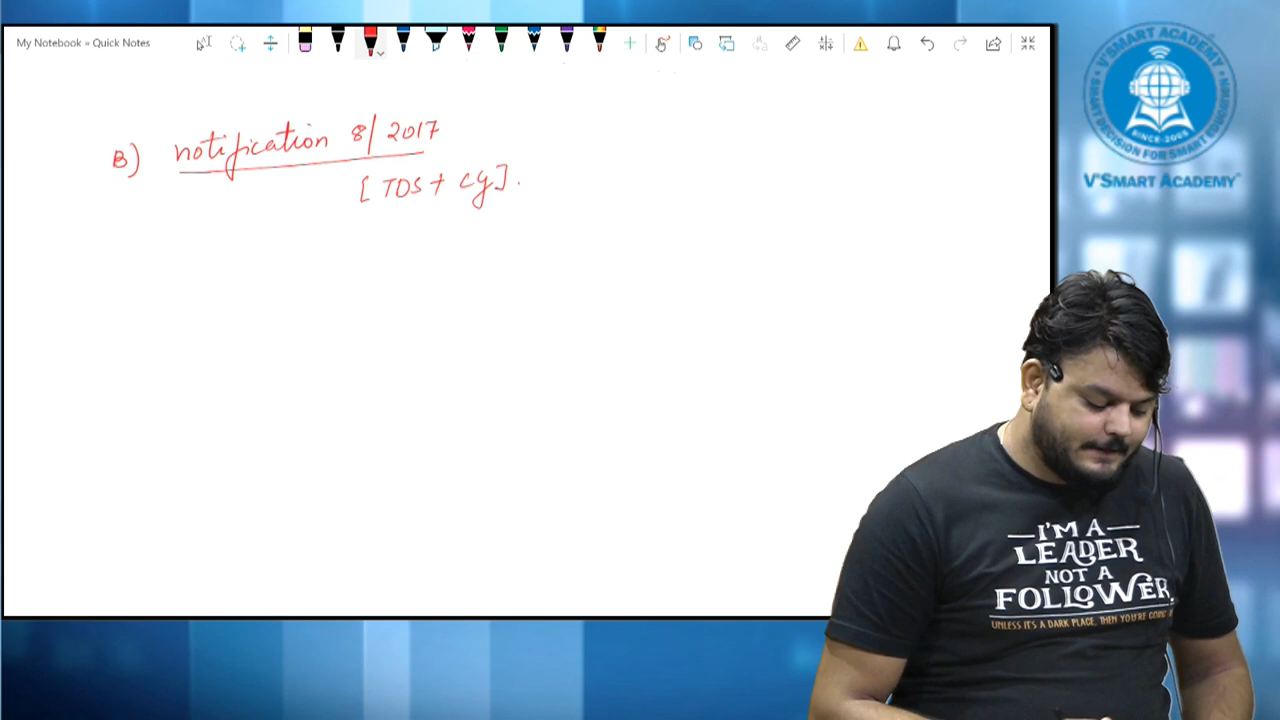 My Notebook » Quick Notes
B) notification 8/2017
[TDS + Cy].
V'SMART ACADEMY
SINCE-2005
V'SMART ACADEMY
I'M A
LEADER
NOT A
FOLLOWER
UNLESS IT'S A DARK PLACE, THEN YOU'RE GOING